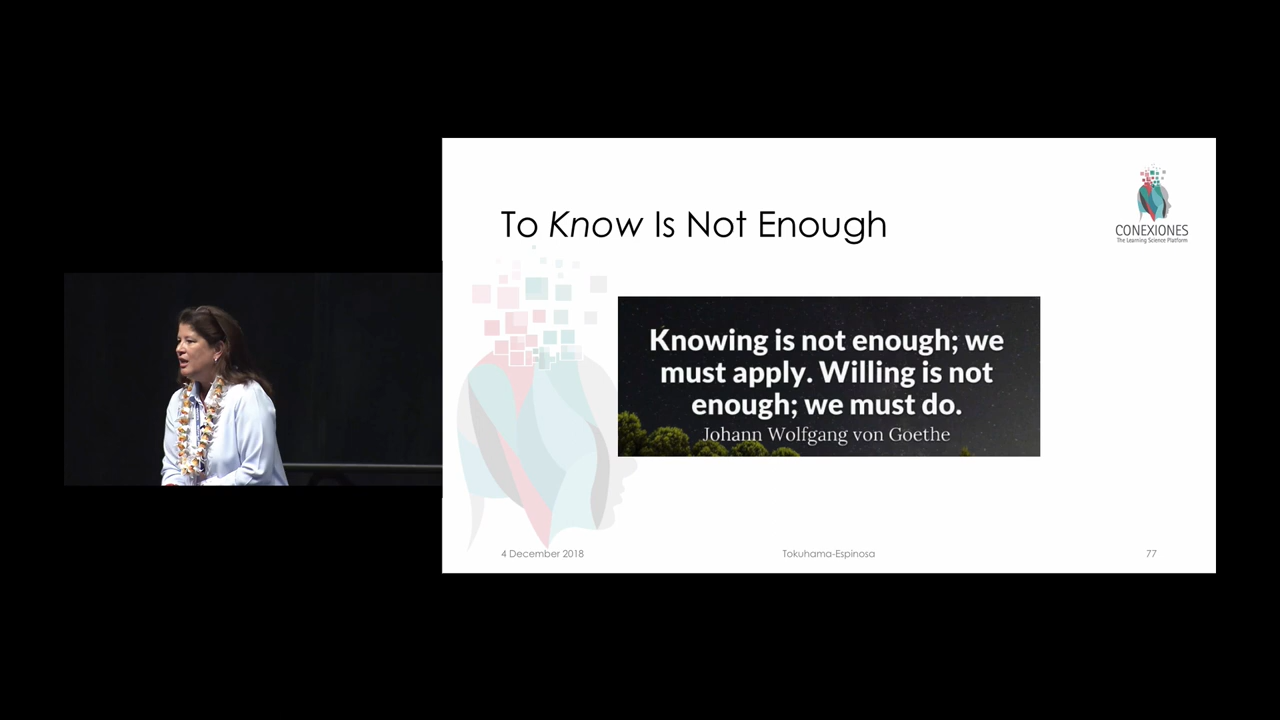 To Know Is Not Enough
CONEXIONES
The Learning Science Platform
Knowing is not enough; we
must apply. Willing is not
enough; we must do.
Johann Wolfgang von Goethe
4 December 2018
Tokuhama-Espinosa
77